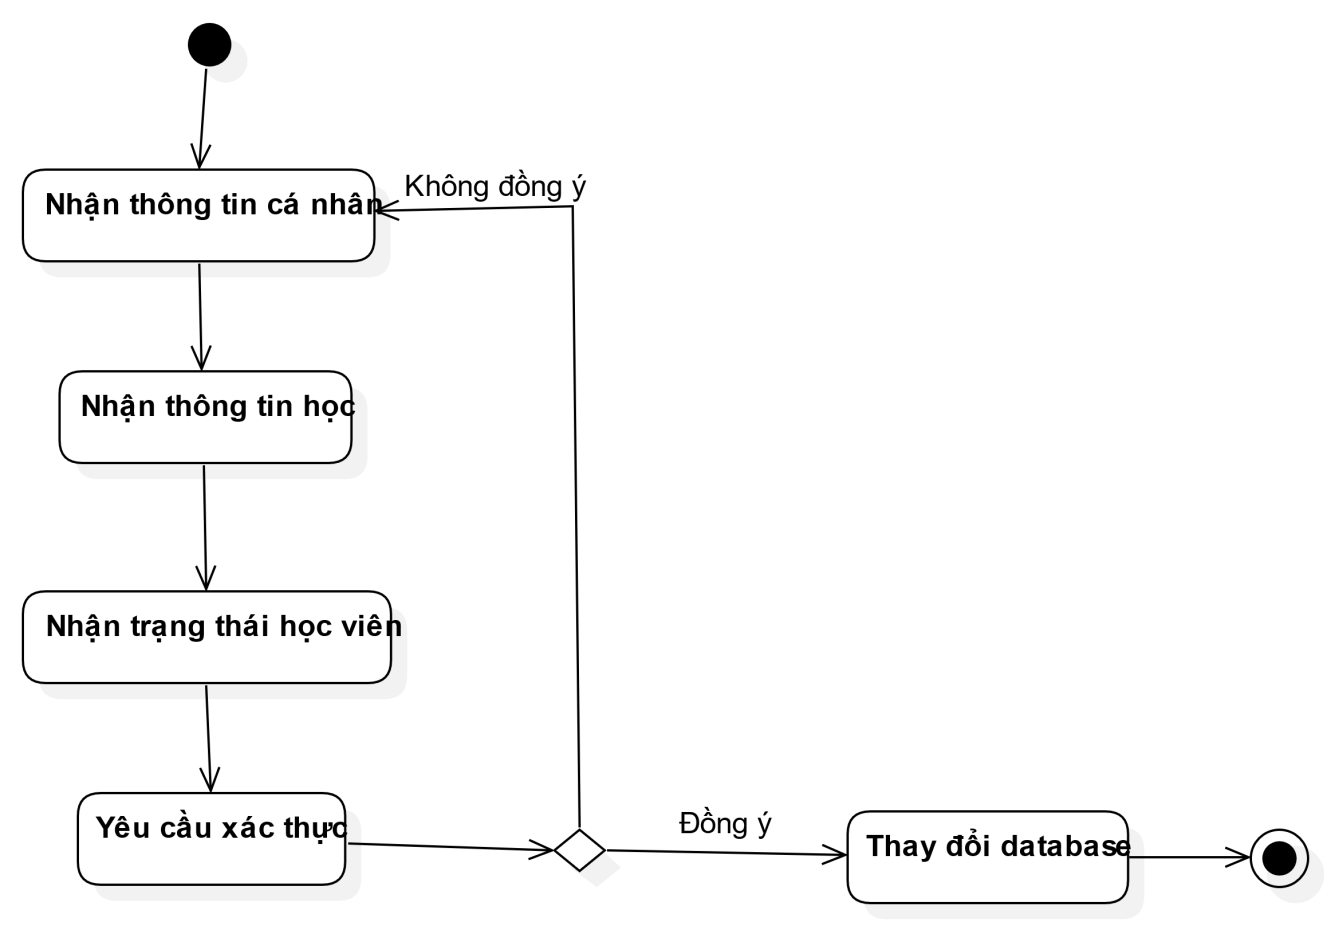 Nhận thông tin cá nhân
Không đồng ý
Nhận thông tin học
Nhận trạng thái học viên
Yêu cầu xác thực
Đồng ý
Thay đổi database